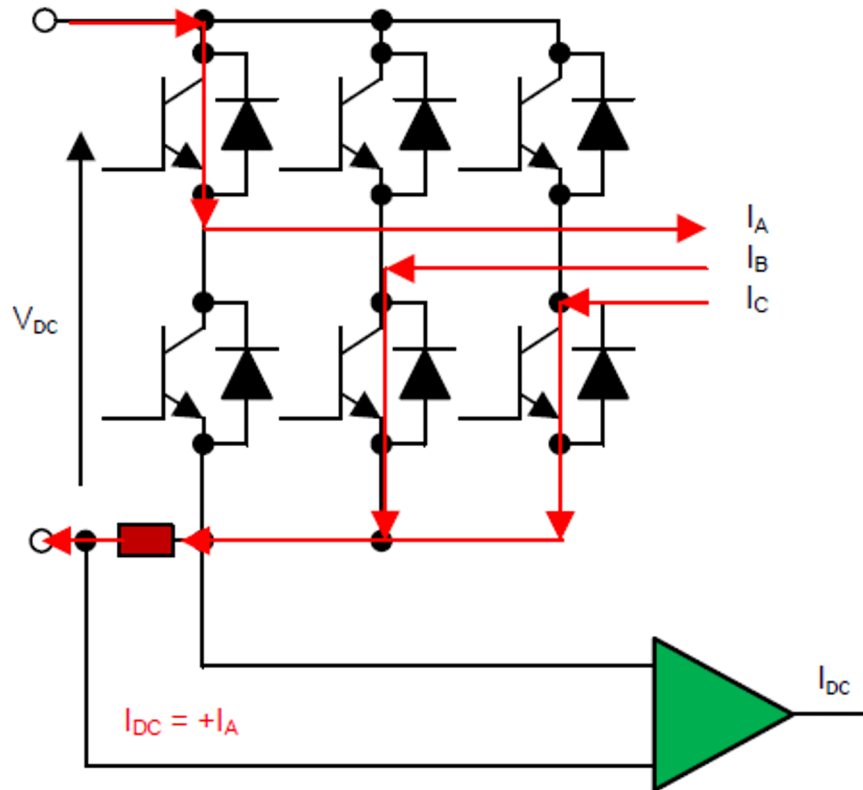 I_A
I_B
I_C
V_DC
I_DC
I_DC = +I_A